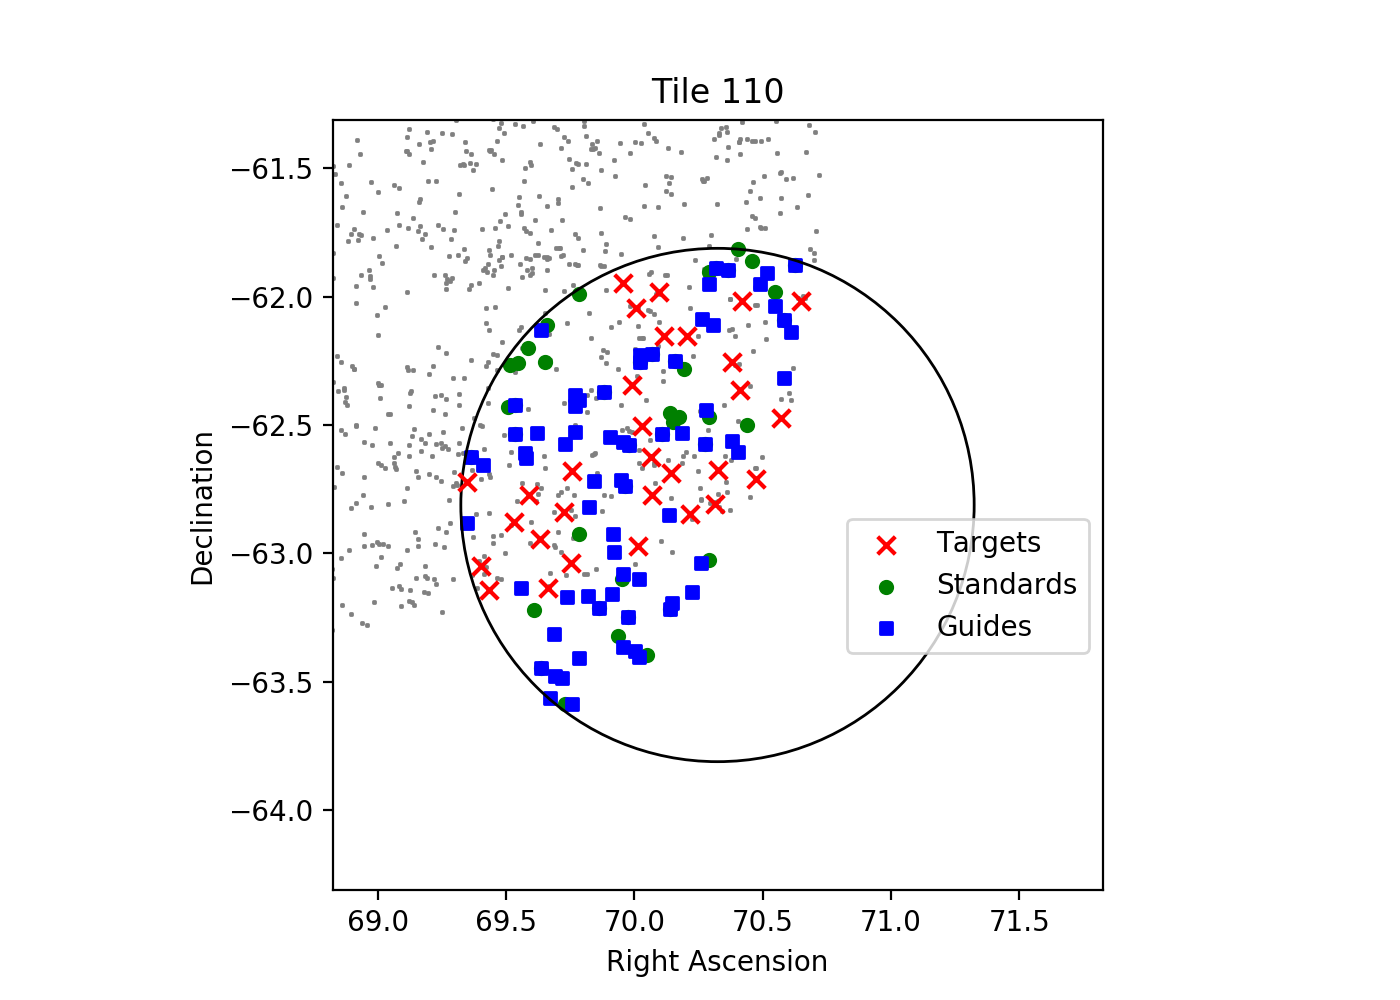 Tile 110
−61.5
−62.0
−62.5
−63.0
−63.5
−64.0
Declination
Targets
Standards
Guides
69.0 69.5 70.0 70.5 71.0 71.5
Right Ascension